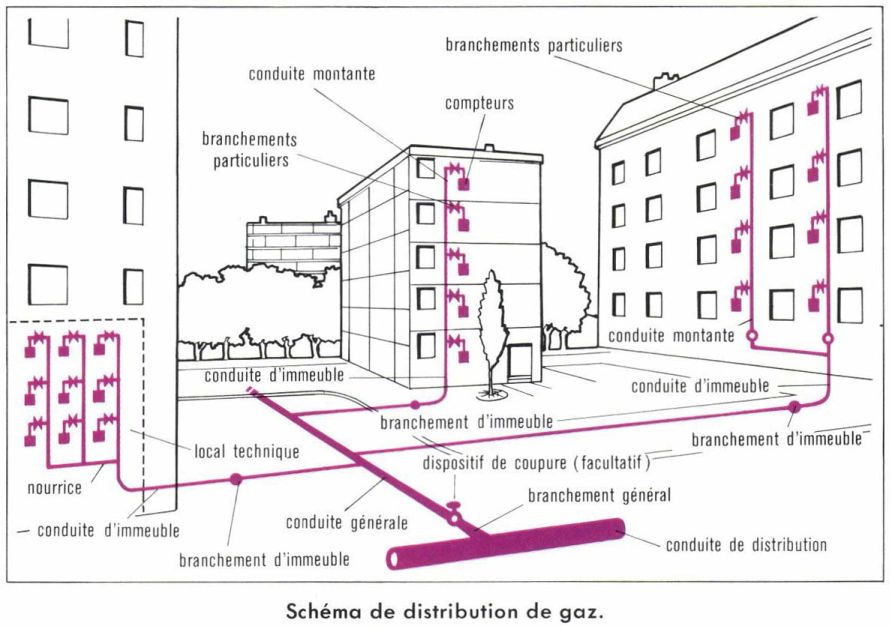 branchements particuliers
conduite montante
compteurs
branchements
particuliers
conduite montante
conduite d'immeuble
conduite d'immeuble
branchement d'immeuble
branchement d'immeuble
local technique
dispositif de coupure (facultatif)
nourrice
branchement général
conduite d'immeuble
conduite générale
conduite de distribution
branchement d'immeuble
Schéma de distribution de gaz.